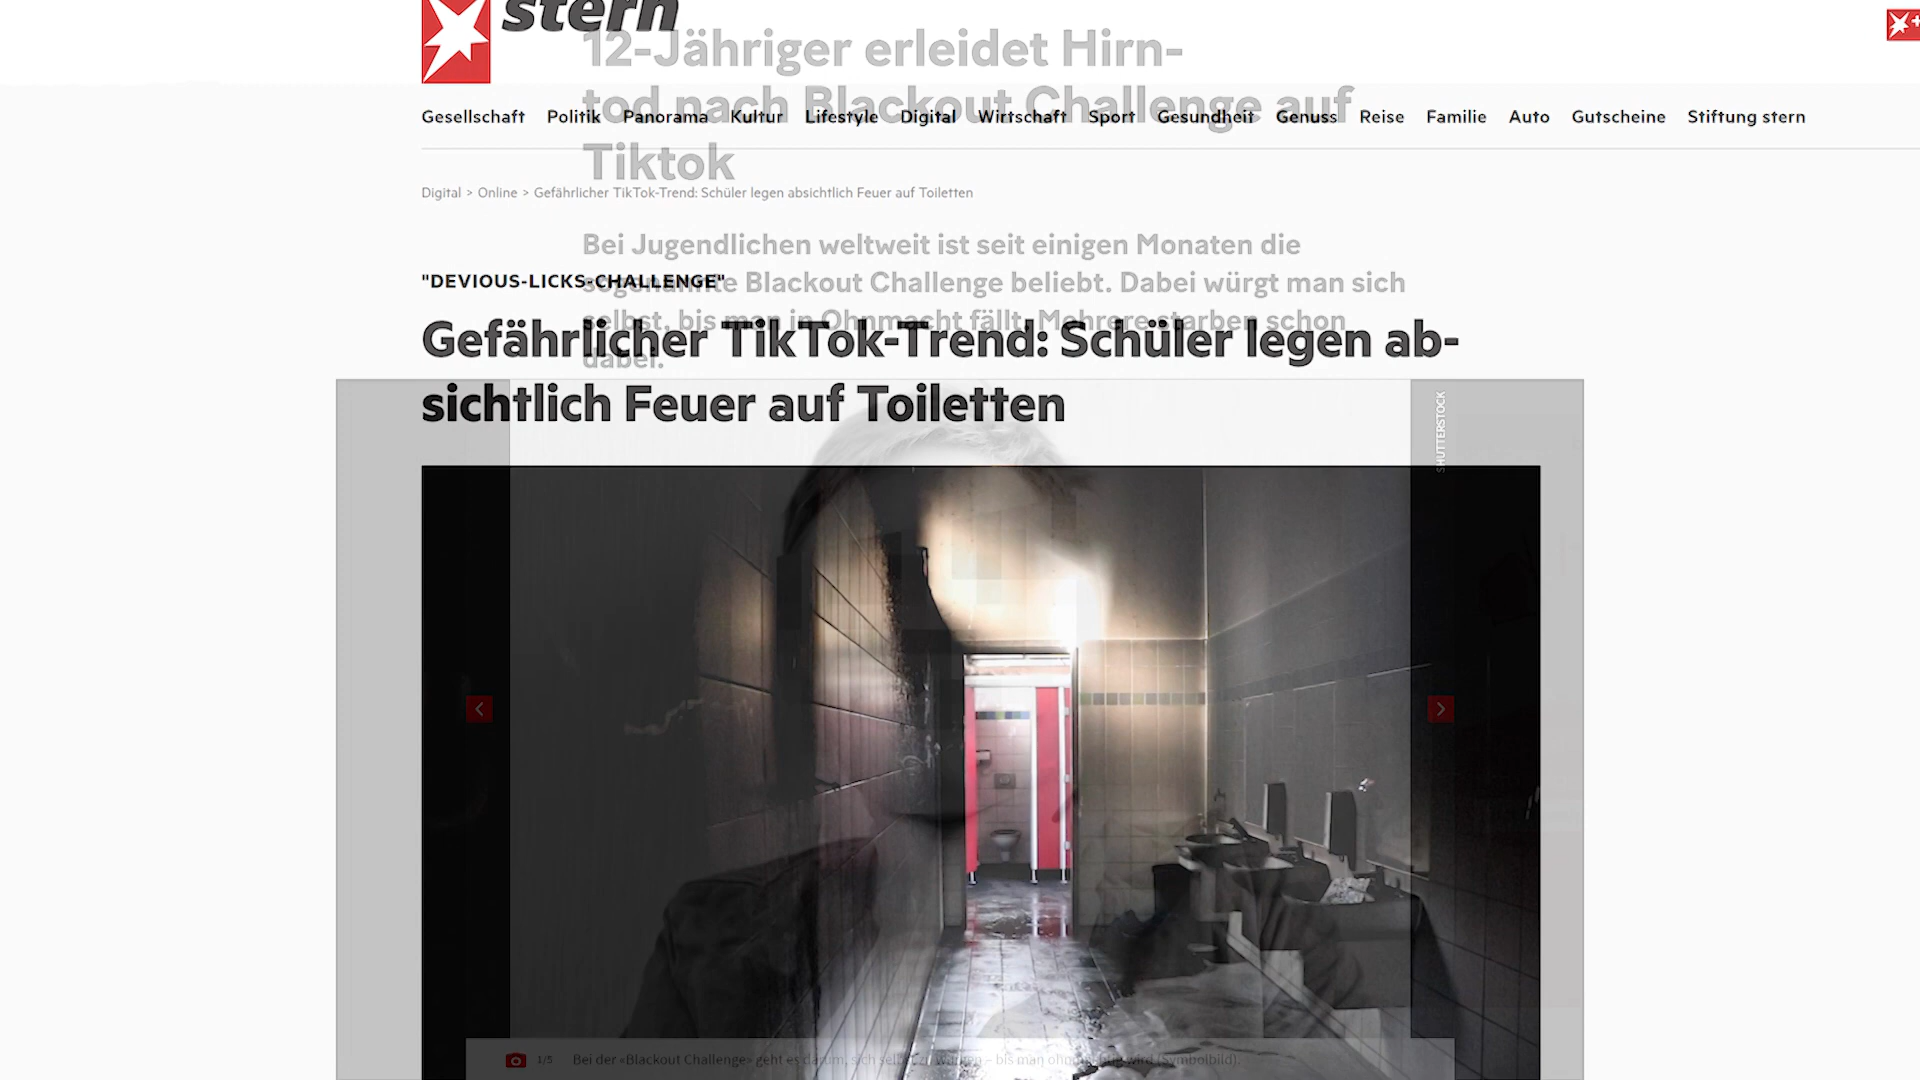 stern
12-Jähriger erleidet Hirn-
tod nach Blackout Challenge auf
Tiktok
Gesellschaft Politik Panorama Kultur Lifestyle Digital Wirtschaft Sport Gesundheit Genuss Reise Familie Auto Gutscheine Stiftung stern
Digital > Online > Gefährlicher TikTok-Trend: Schüler legen absichtlich Feuer auf Toiletten
Bei Jugendlichen weltweit ist seit einigen Monaten die
sogenannte Blackout Challenge beliebt. Dabei würgt man sich
selbst, bis man in Ohnmacht fällt. Mehrere starben schon
dabei.
"DEVIOUS-LICKS-CHALLENGE"
Gefährlicher TikTok-Trend: Schüler legen ab-
sichtlich Feuer auf Toiletten
SHUTTERSTOCK
1/5 Bei der «Blackout Challenge» geht es darum, sich selbst zu würgen – bis man ohnmächtig wird (Symbolbild).